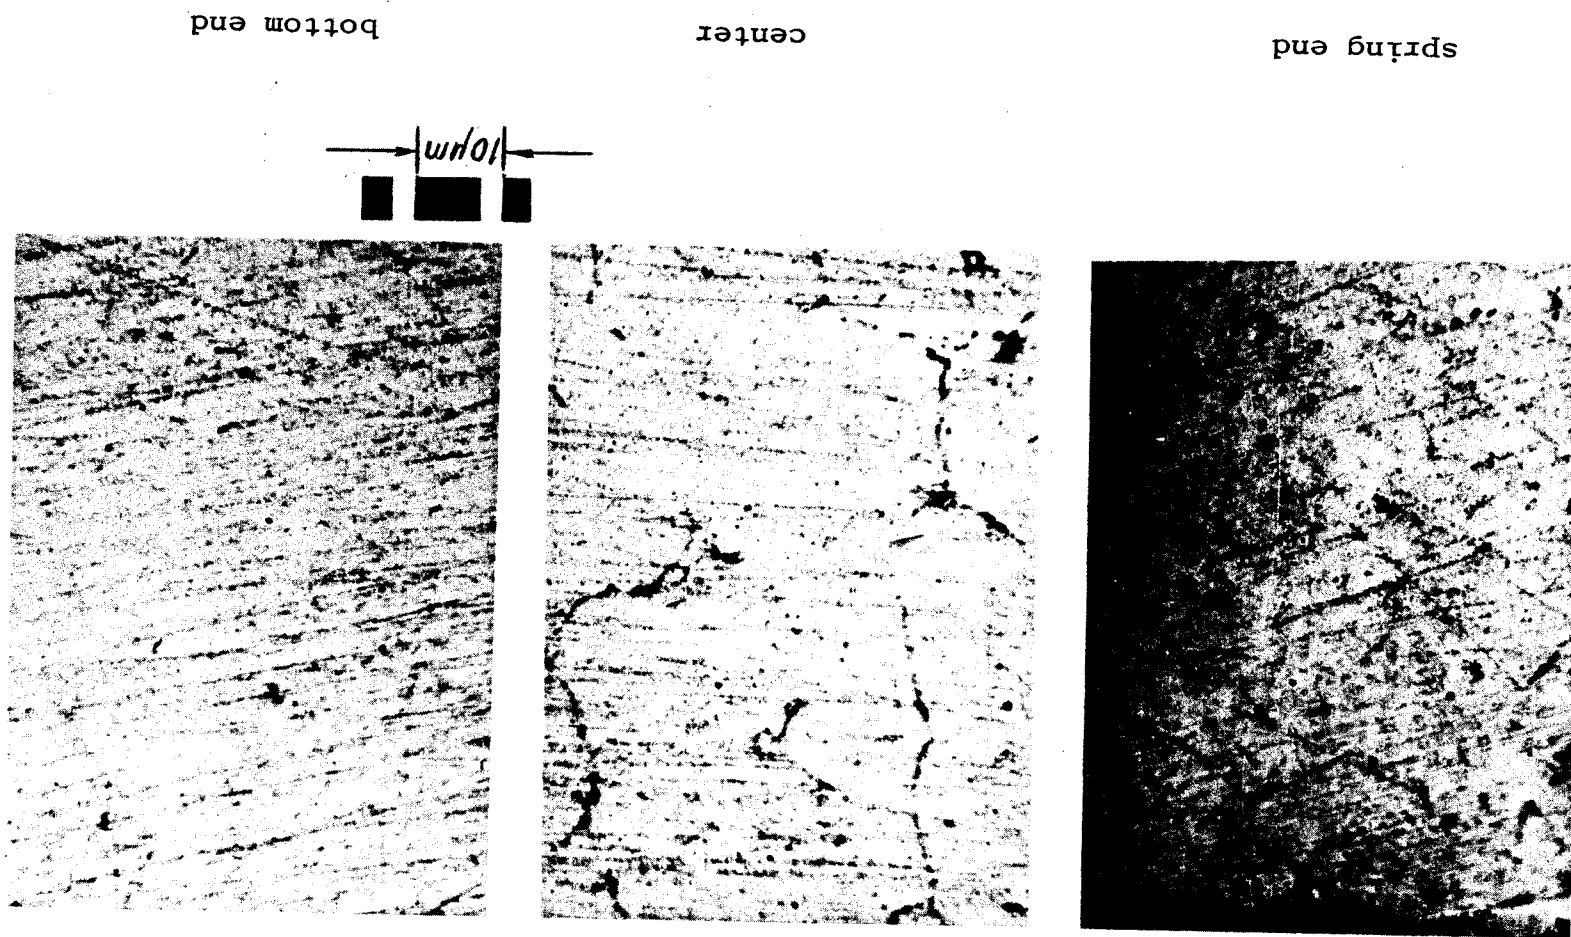 10μm
spring end
center
bottom end